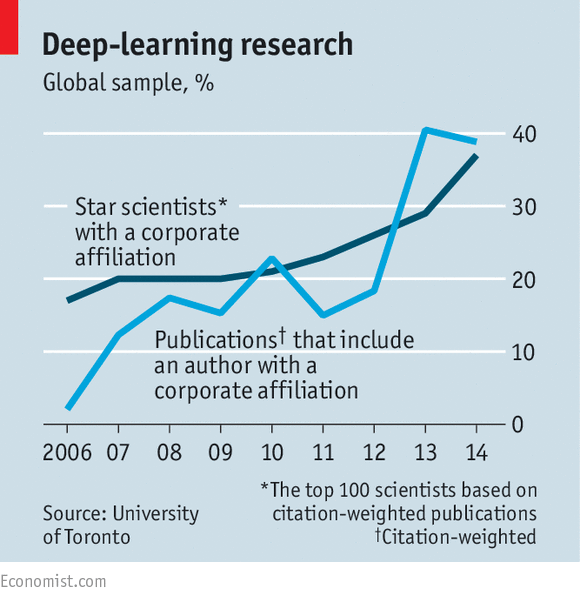 Deep-learning research
Global sample, %
40
30
20
10
0
Star scientists*
with a corporate
affiliation
Publications† that include
an author with a
corporate affiliation
2006 07 08 09 10 11 12 13 14
*The top 100 scientists based on
citation-weighted publications
†Citation-weighted
Source: University
of Toronto
Economist.com